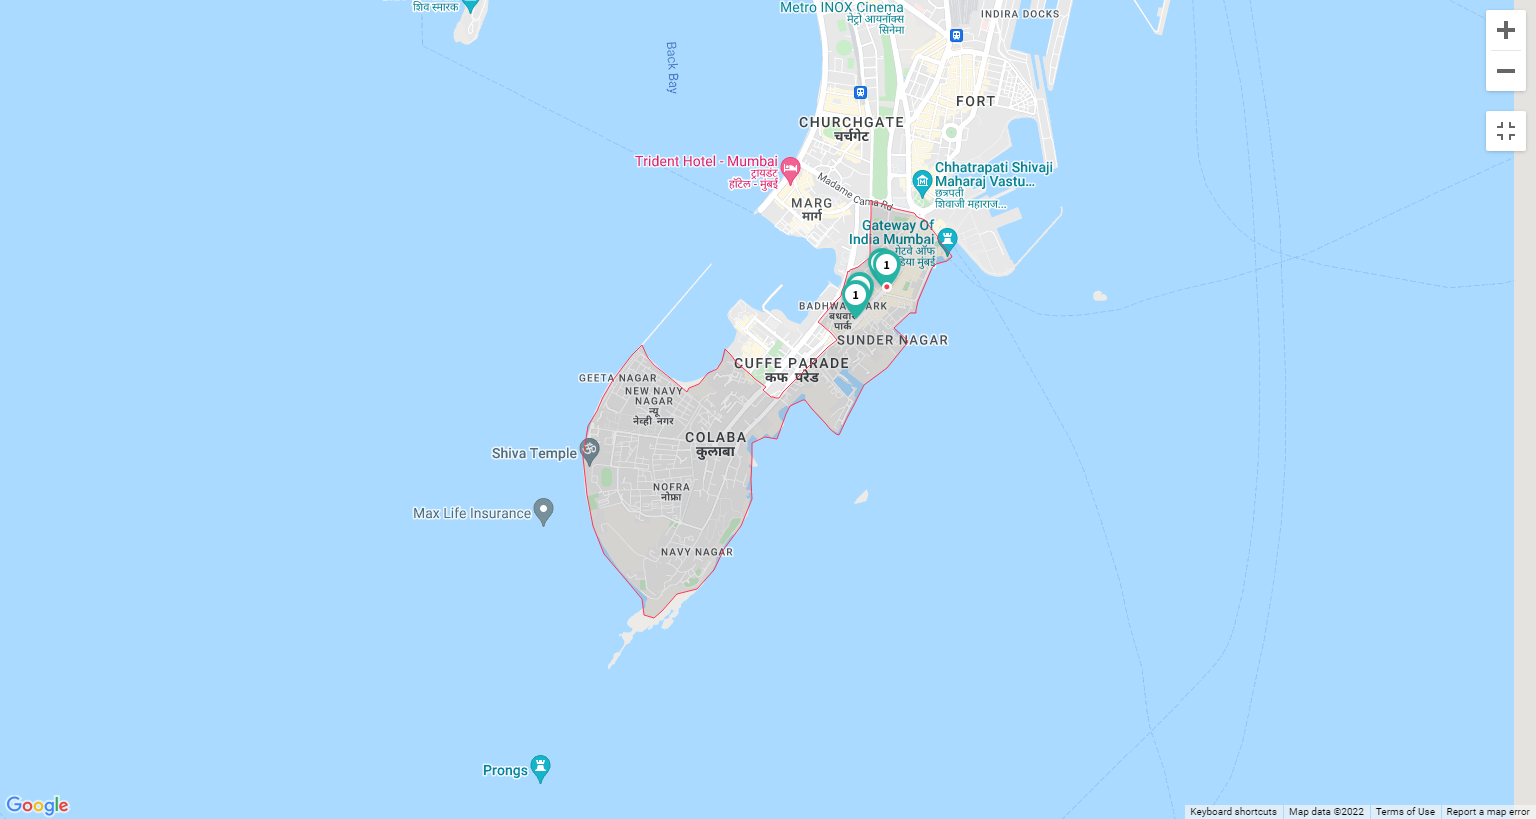 शिव स्मारक
Metro INOX Cinema
मेट्रो आयनॉक्स
सिनेमा
INDIRA DOCKS
Back Bay
FORT
CHURCHGATE
चर्चगेट
Trident Hotel - Mumbai
ट्रायडंट
हॉटेल - मुंबई
Madame Cama Rd
Chhatrapati Shivaji
Maharaj Vastu...
छत्रपती
शिवाजी महाराज...
MARG
मार्ग
Gateway Of
India Mumbai
गेटवे ऑफ
डिया मुंबई
1
1
BADHWA PARK
बधवार
पार्क
SUNDER NAGAR
CUFFE PARADE
कफ परेड
GEETA NAGAR
NEW NAVY
NAGAR
न्यू
नेव्ही नगर
COLABA
कुलाबा
Shiva Temple
NOFRA
नोफ्रा
Max Life Insurance
NAVY NAGAR
Prongs
Google
Keyboard shortcuts
Map data ©2022
Terms of Use
Report a map error